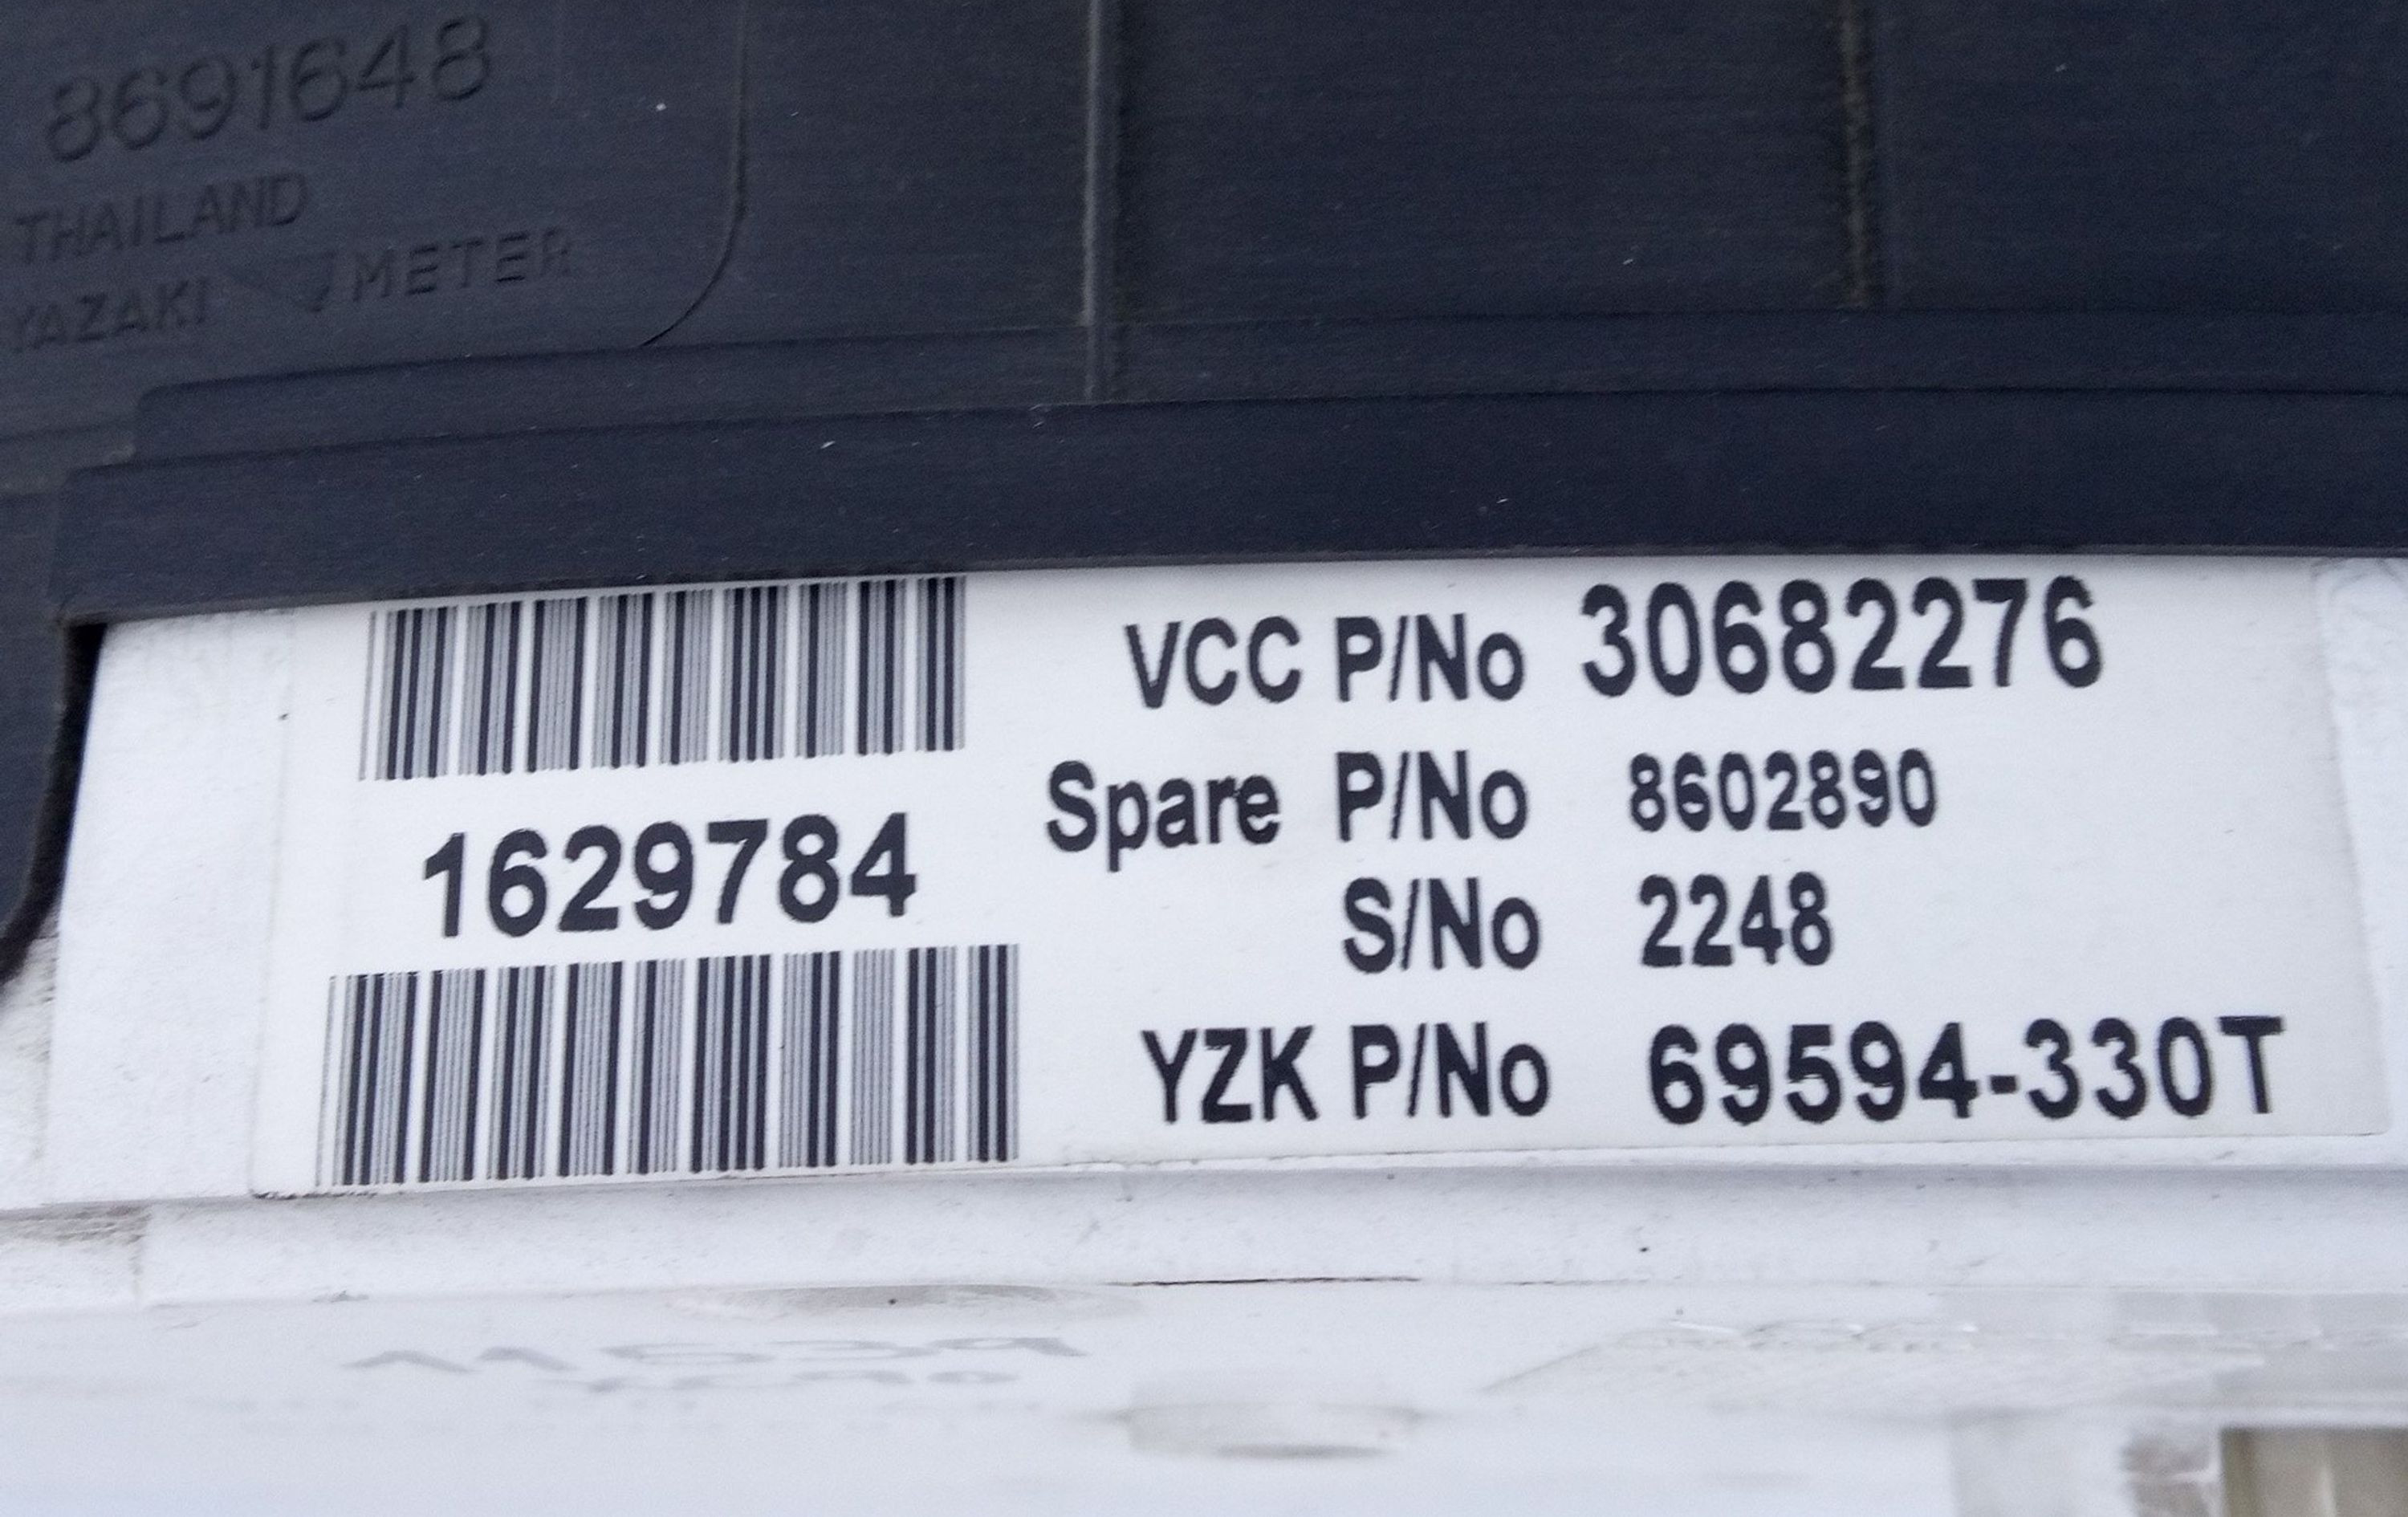 8691648
THAILAND
YAZAKI METER
VCC P/No 30682276
Spare P/No 8602890
1629784
S/No 2248
YZK P/No 69594-330T